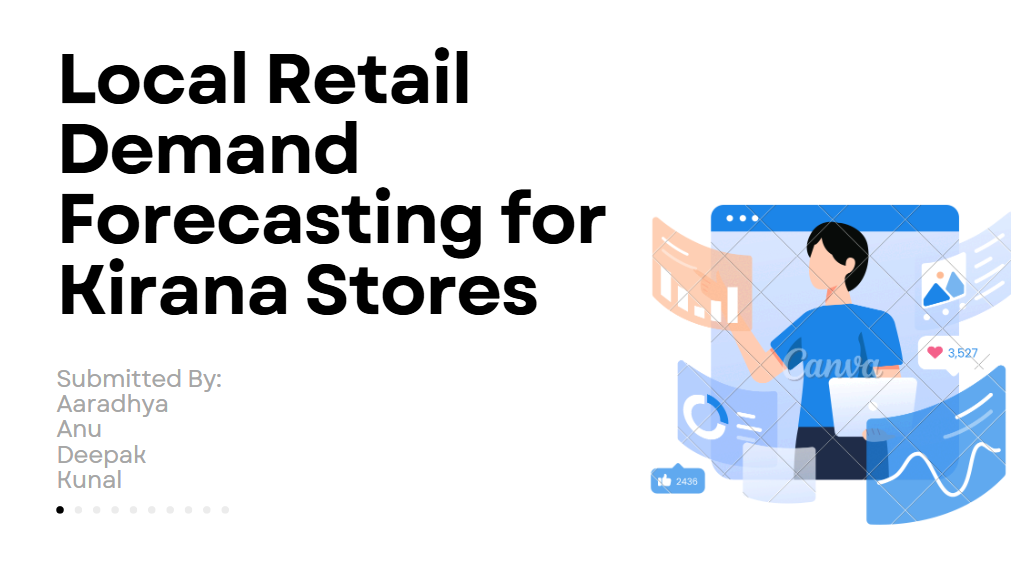 Local Retail
Demand
Forecasting for
Kirana Stores
Submitted By:
Aaradhya
Anu
Deepak
Kunal
Canva
3,527
2436